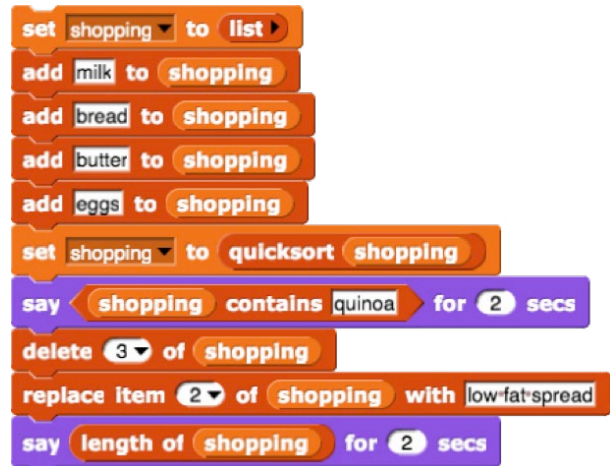 set shopping to list
add milk to shopping
add bread to shopping
add butter to shopping
add eggs to shopping
set shopping to quicksort shopping
say shopping contains quinoa for 2 secs
delete 3 of shopping
replace item 2 of shopping with low fat spread
say length of shopping for 2 secs